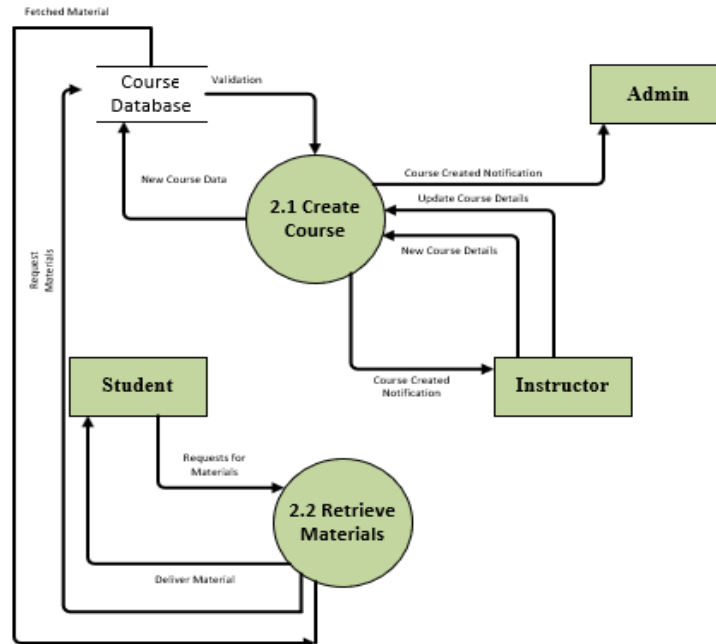 Fetched Material
Course
Database
Validation
Admin
New Course Data
Course Created Notification
2.1 Create
Course
Update Course Details
New Course Details
Request
Materials
Student
Course Created
Notification
Instructor
Requests for
Materials
2.2 Retrieve
Materials
Deliver Material